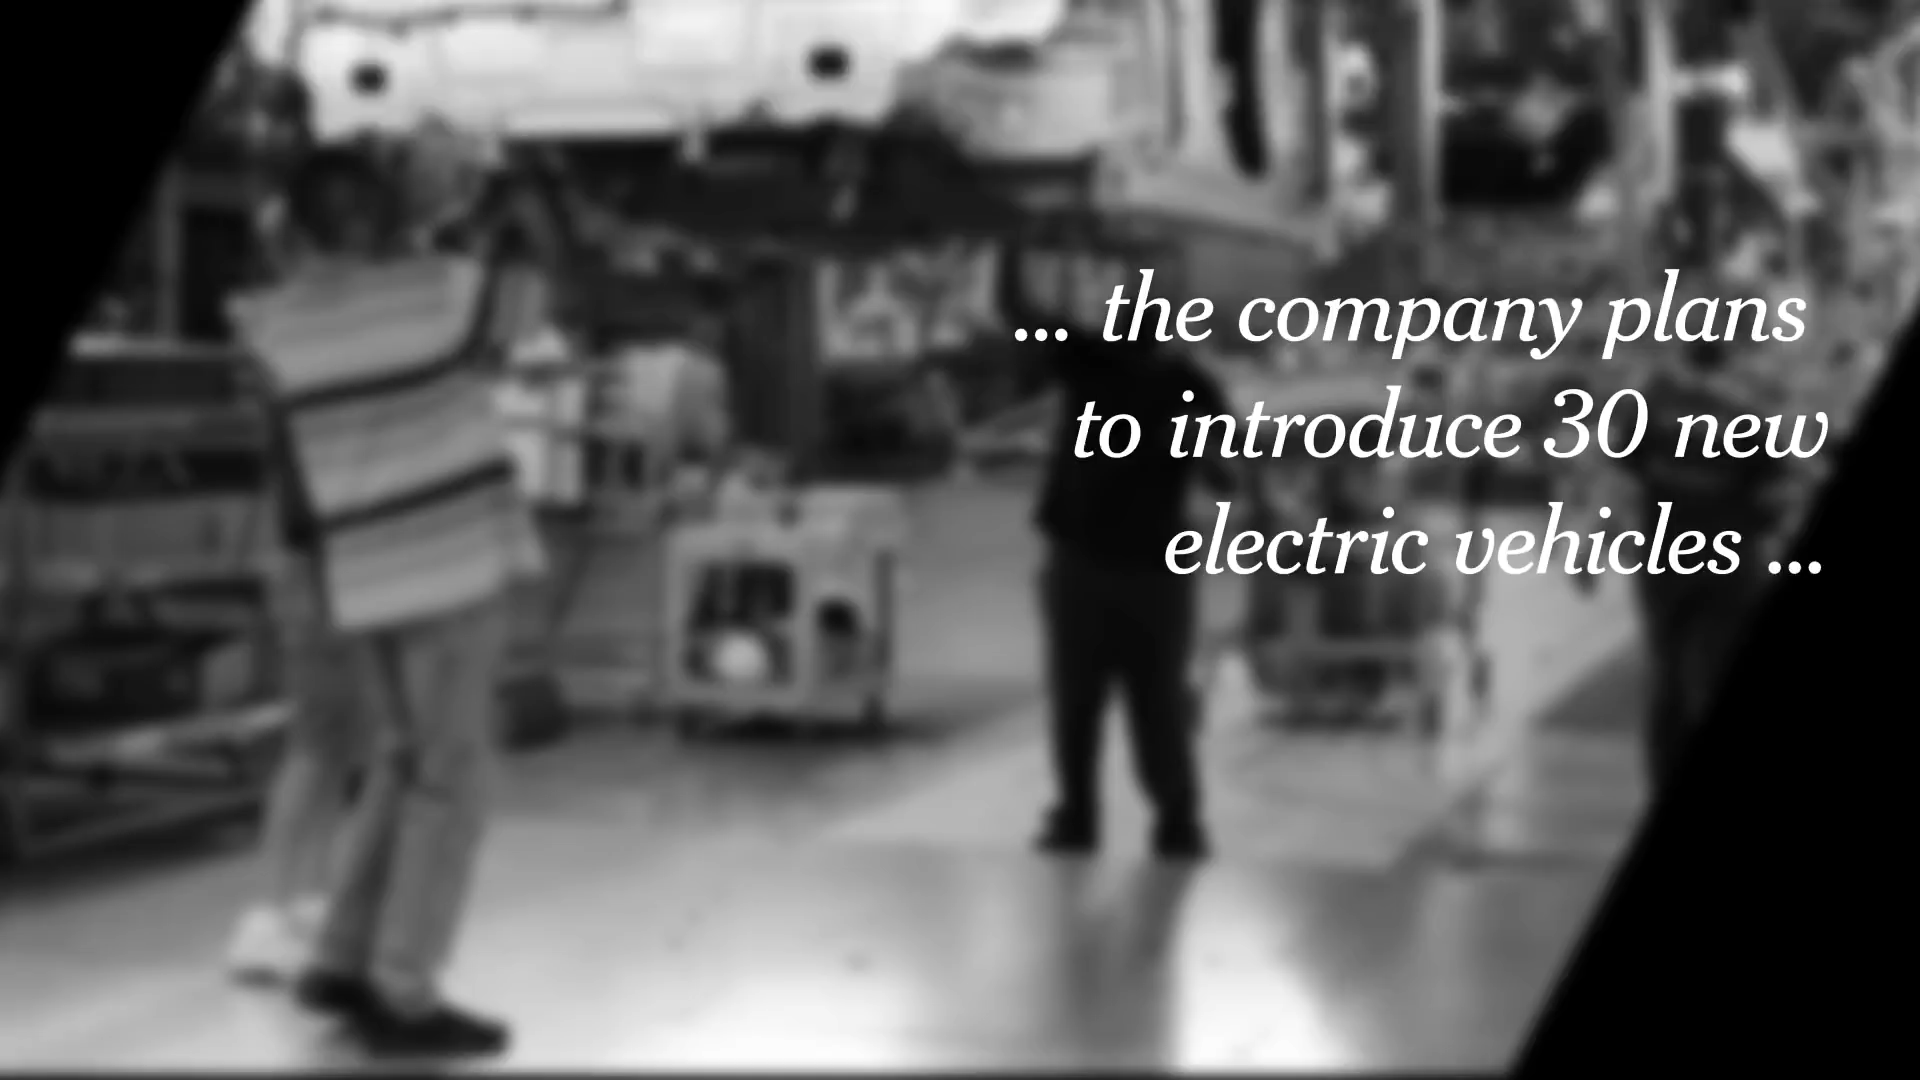 ... the company plans
to introduce 30 new
electric vehicles ...